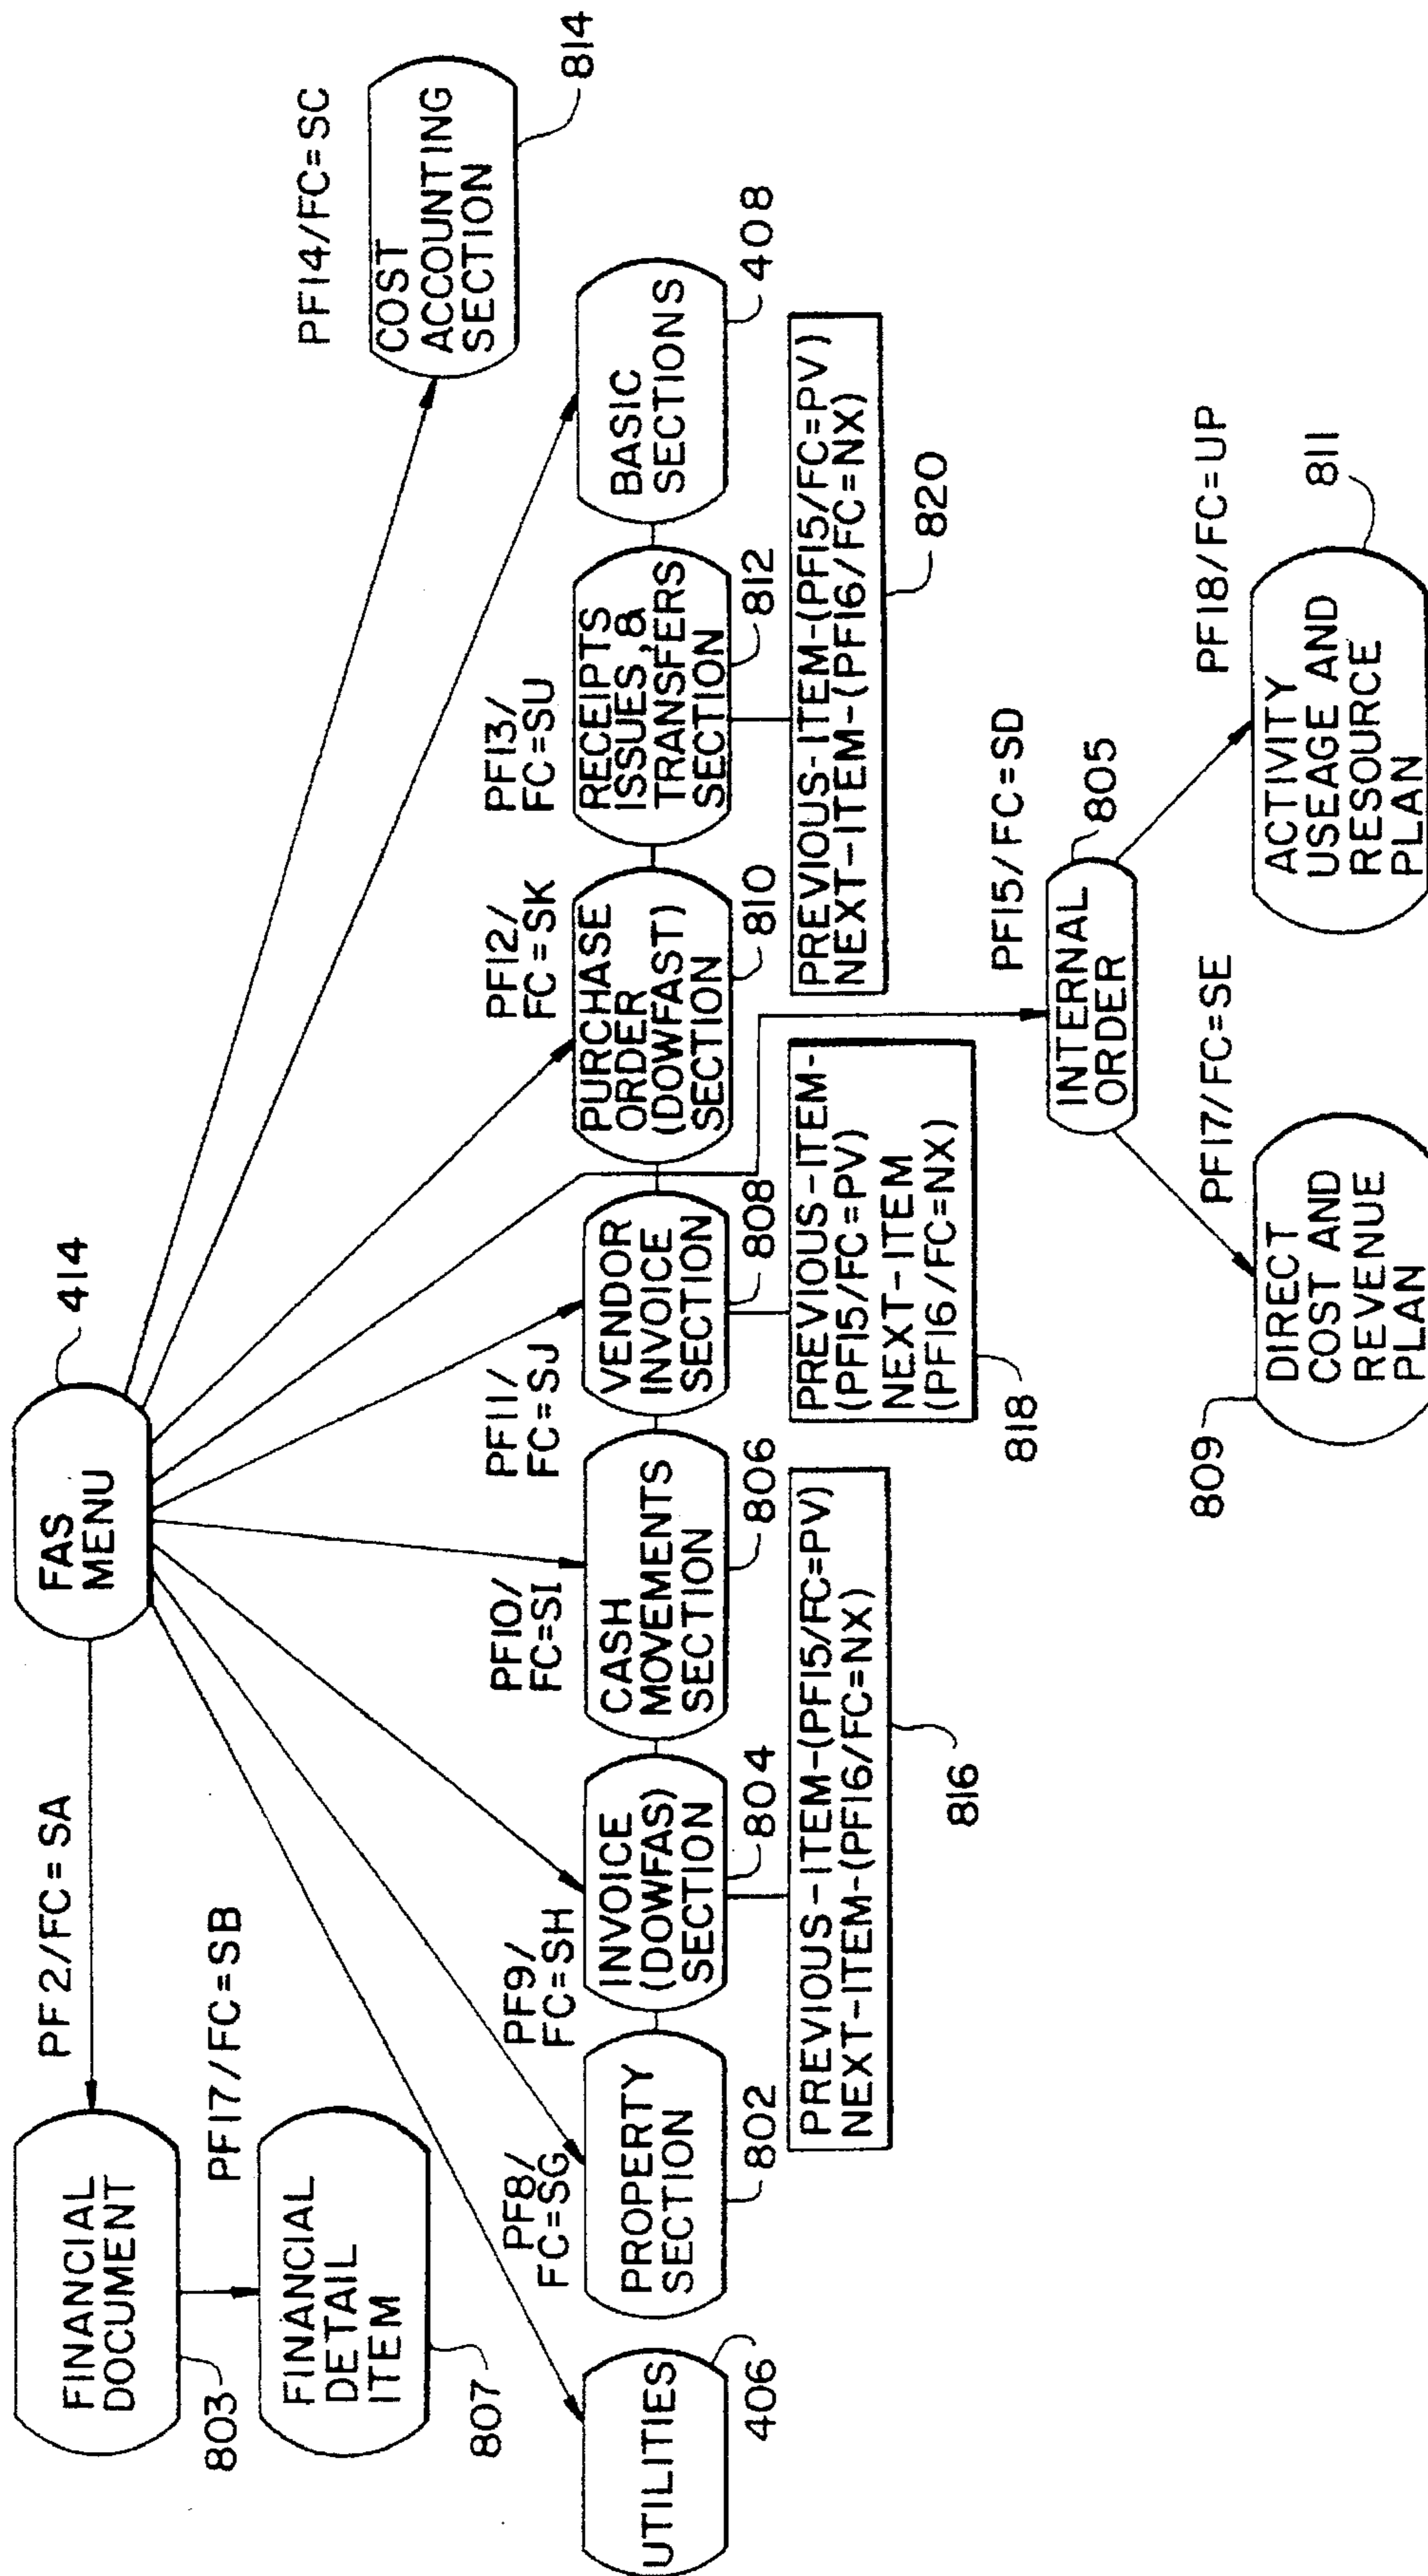 FAS
MENU
414
PF2/FC=SA
FINANCIAL
DOCUMENT
803
PF17/FC=SB
FINANCIAL
DETAIL
ITEM
807
PF14/FC=SC
COST
ACCOUNTING
SECTION
814
UTILITIES
406
PF8/
FC=SG
PROPERTY
SECTION
802
PF9/
FC=SH
INVOICE
(DOWFAS)
SECTION
804
PF10/
FC=SI
CASH
MOVEMENTS
SECTION
806
PF11/
FC=SJ
VENDOR
INVOICE
SECTION
808
PF12/
FC=SK
PURCHASE
ORDER
(DOWFAST)
SECTION
810
PF13/
FC=SU
RECEIPTS
ISSUES,&
TRANSFERS
SECTION
812
BASIC
SECTIONS
408
PREVIOUS-ITEM-(PF15/FC=PV)
NEXT-ITEM-(PF16/FC=NX)
816
PREVIOUS-ITEM-
(PF15/FC=PV)
NEXT-ITEM
(PF16/FC=NX)
818
PREVIOUS-ITEM-(PF15/FC=PV)
NEXT-ITEM-(PF16/FC=NX)
820
PF15/FC=SD
INTERNAL
ORDER
805
PF17/FC=SE
DIRECT
COST AND
REVENUE
PLAN
809
PF18/FC=UP
ACTIVITY
USEAGE AND
RESOURCE
PLAN
811